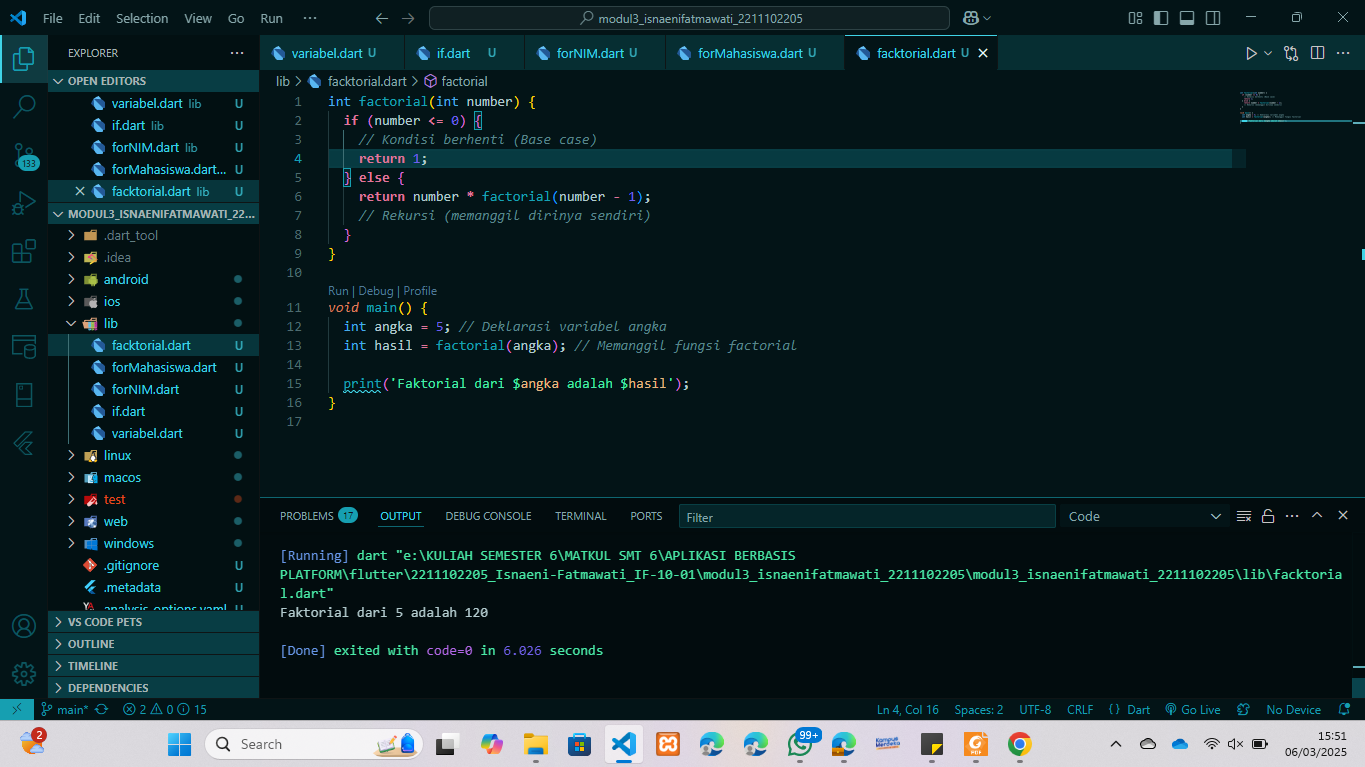 File Edit Selection View Go Run ··· modul3_isnaenifatmawati_2211102205
EXPLORER ···
OPEN EDITORS
variabel.dart lib U
if.dart lib U
forNIM.dart lib U
forMahasiswa.dart... U
facktorial.dart lib U
MODUL3_ISNAENIFATMAWATI_22...
.dart_tool
.idea
android
ios
lib
facktorial.dart U
forMahasiswa.dart U
forNIM.dart U
if.dart U
variabel.dart U
linux
macos
test
web
windows
.gitignore
.metadata
analysis_options.yaml U
VS CODE PETS
OUTLINE
TIMELINE
DEPENDENCIES
133
variabel.dart U if.dart U forNIM.dart U forMahasiswa.dart U facktorial.dart U
lib > facktorial.dart > factorial
1 int factorial(int number) {
2 if (number <= 0) {
3 // Kondisi berhenti (Base case)
4 return 1;
5 } else {
6 return number * factorial(number - 1);
7 // Rekursi (memanggil dirinya sendiri)
8 }
9 }
10
Run | Debug | Profile
11 void main() {
12 int angka = 5; // Deklarasi variabel angka
13 int hasil = factorial(angka); // Memanggil fungsi factorial
14
15 print('Faktorial dari $angka adalah $hasil');
16 }
17
PROBLEMS 17 OUTPUT DEBUG CONSOLE TERMINAL PORTS Filter Code
[Running] dart "e:\KULIAH SEMESTER 6\MATKUL SMT 6\APLIKASI BERBASIS
PLATFORM\flutter\2211102205_Isnaeni-Fatmawati_IF-10-01\modul3_isnaenifatmawati_2211102205\modul3_isnaenifatmawati_2211102205\lib\facktoria
l.dart"
Faktorial dari 5 adalah 120
[Done] exited with code=0 in 6.026 seconds
main* 2 0 15 Ln 4, Col 16 Spaces: 2 UTF-8 CRLF {} Dart Go Live No Device
2 Search 99+ Kampus Merdeka PDF 15:51
06/03/2025